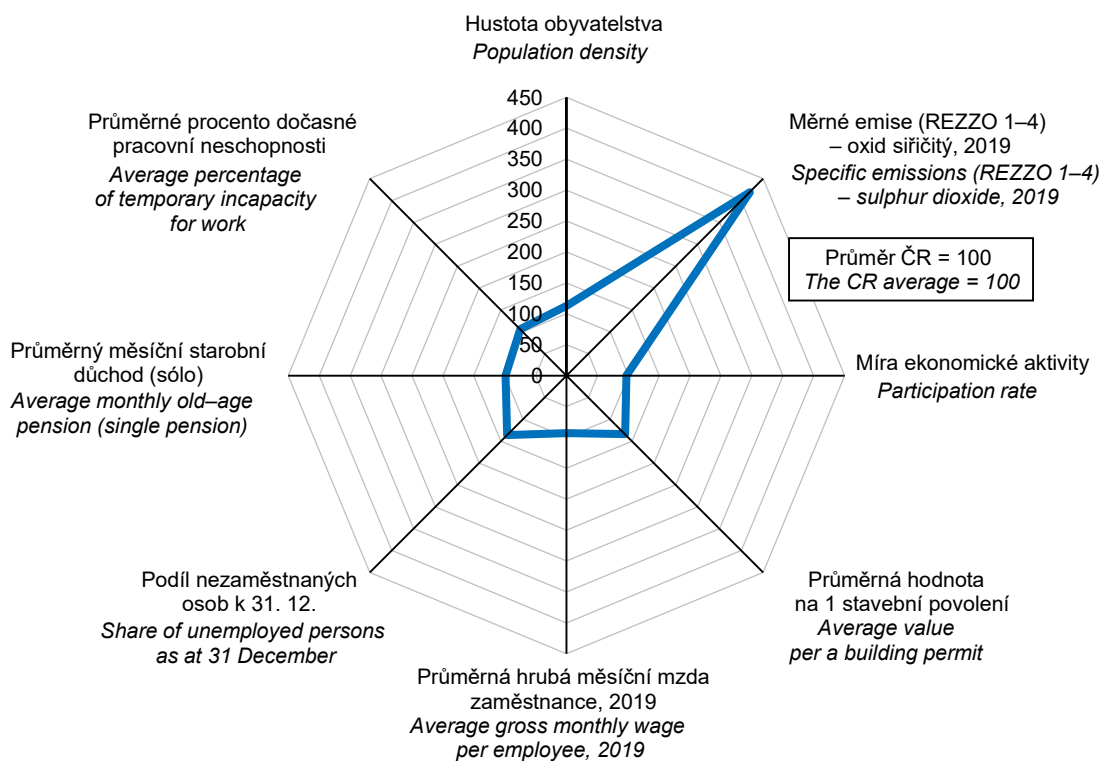 Hustota obyvatelstva
Population density
450
400
350
300
250
200
150
100
50
0
Měrné emise (REZZO 1–4)
– oxid siřičitý, 2019
Specific emissions (REZZO 1–4)
– sulphur dioxide, 2019
Průměr ČR = 100
The CR average = 100
Míra ekonomické aktivity
Participation rate
Průměrná hodnota
na 1 stavební povolení
Average value
per a building permit
Průměrná hrubá měsíční mzda
zaměstnance, 2019
Average gross monthly wage
per employee, 2019
Podíl nezaměstnaných
osob k 31. 12.
Share of unemployed persons
as at 31 December
Průměrný měsíční starobní
důchod (sólo)
Average monthly old–age
pension (single pension)
Průměrné procento dočasné
pracovní neschopnosti
Average percentage
of temporary incapacity
for work